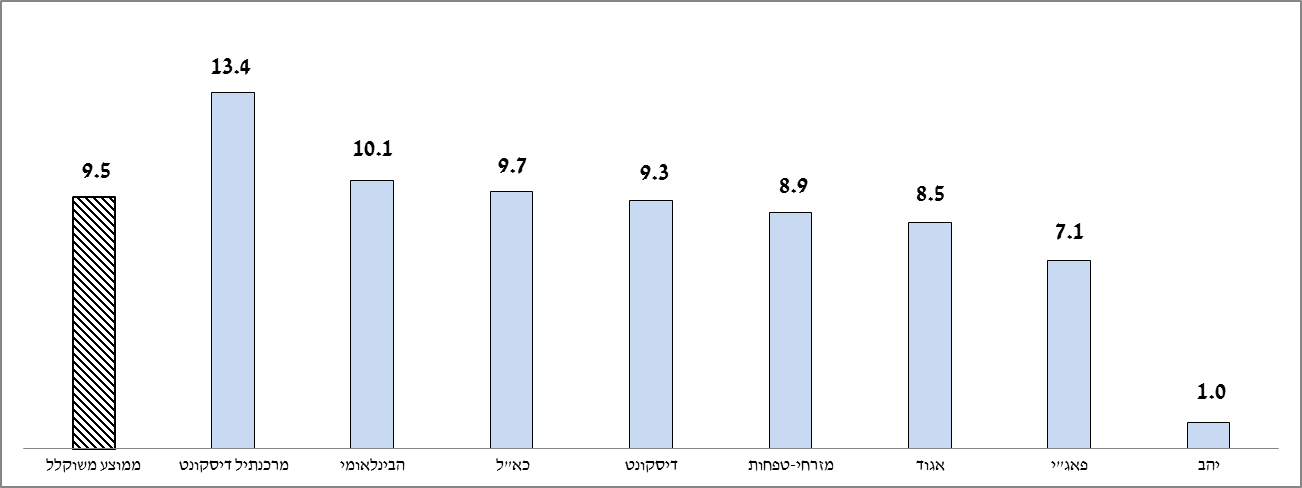 13.4
10.1
9.7
9.5
9.3
8.9
8.5
7.1
1.0
ממוצע משוקלל
מרכנתיל דיסקונט
הבינלאומי
כא״ל
דיסקונט
מזרחי-טפחות
אגוד
פאג״י
יהב